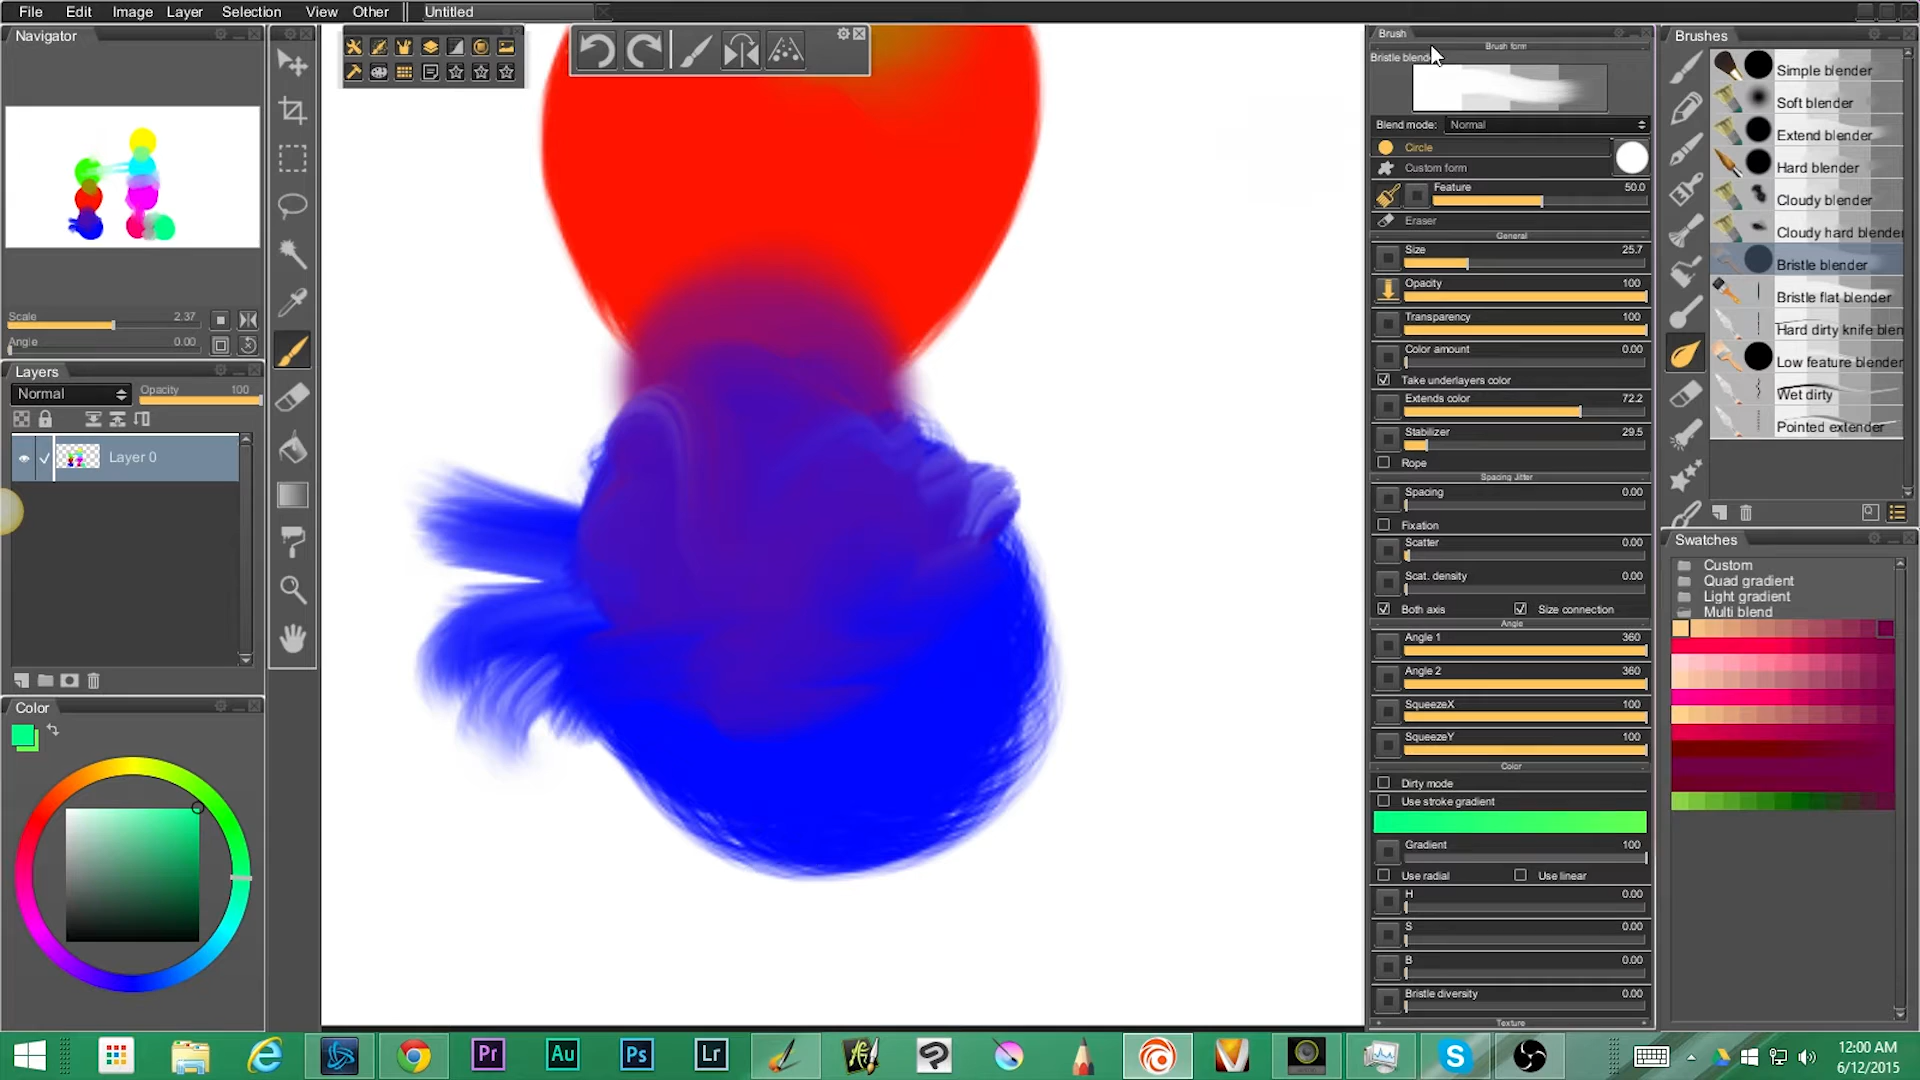 File Edit Image Layer Selection View Other Untitled
Navigator
Scale 2.37
Angle 0.00
Layers
Normal Opacity 100
Layer 0
Color
Brush
Brush form
Bristle blend
Blend mode: Normal
Circle
Custom form
Feature 50.0
Eraser
General
Size 25.7
Opacity 100
Transparency 100
Color amount 0.00
Take underlayers color
Extends color 72.2
Stabilizer 29.5
Rope
Spacing Jitter
Spacing 0.00
Fixation
Scatter 0.00
Scat. density 0.00
Both axis Size connection
Angle
Angle 1 360
Angle 2 360
SqueezeX 100
SqueezeY 100
Color
Dirty mode
Use stroke gradient
Gradient 100
Use radial Use linear
H 0.00
S 0.00
B 0.00
Bristle diversity 0.00
Texture
Brushes
Simple blender
Soft blender
Extend blender
Hard blender
Cloudy blender
Cloudy hard blender
Bristle blender
Bristle flat blender
Hard dirty knife blen
Low feature blender
Wet dirty
Pointed extender
Swatches
Custom
Quad gradient
Light gradient
Multi blend
Pr Au Ps Lr
12:00 AM
6/12/2015